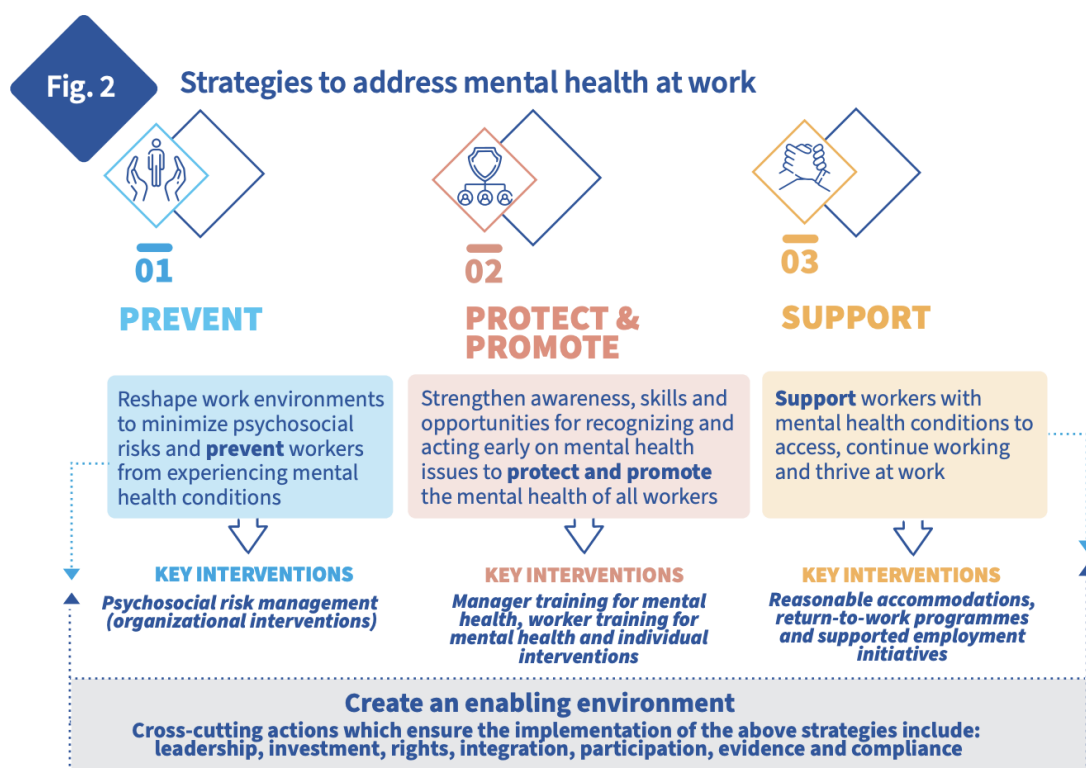 Fig. 2
Strategies to address mental health at work
01
PREVENT
Reshape work environments
to minimize psychosocial
risks and prevent workers
from experiencing mental
health conditions
KEY INTERVENTIONS
Psychosocial risk management
(organizational interventions)
02
PROTECT &
PROMOTE
Strengthen awareness, skills and
opportunities for recognizing and
acting early on mental health
issues to protect and promote
the mental health of all workers
KEY INTERVENTIONS
Manager training for mental
health, worker training for
mental health and individual
interventions
03
SUPPORT
Support workers with
mental health conditions to
access, continue working
and thrive at work
KEY INTERVENTIONS
Reasonable accommodations,
return-to-work programmes
and supported employment
initiatives
Create an enabling environment
Cross-cutting actions which ensure the implementation of the above strategies include:
leadership, investment, rights, integration, participation, evidence and compliance